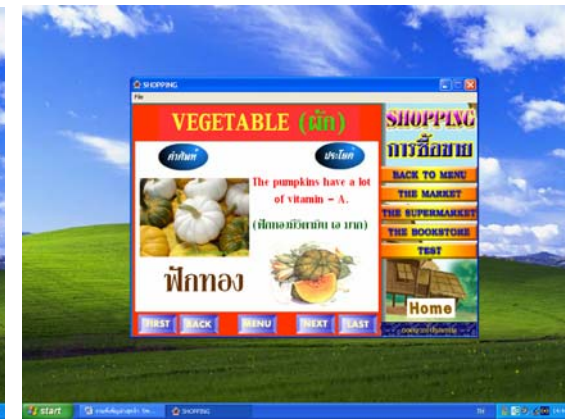 SHOPPING
File
VEGETABLE (ผัก)
คำศัพท์
ประโยค
The pumpkins have a lot
of vitamin – A.
(ฟักทองมีวิตามิน เอ มาก)
ฟักทอง
FIRST
BACK
MENU
NEXT
LAST
SHOPPING
การซื้อขาย
BACK TO MENU
THE MARKET
THE SUPERMARKET
THE BOOKSTORE
TEST
Home
start
SHOPPING
TH